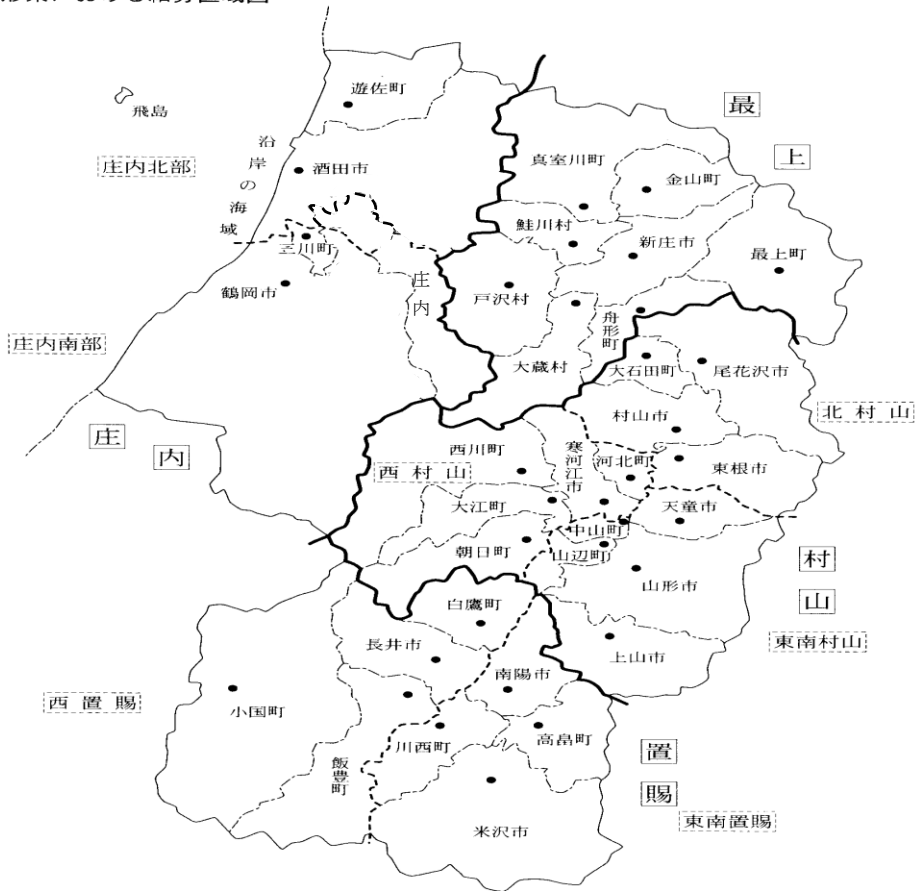 形県における細分区域図
遊佐町
飛島
最上
沿岸の海域
庄内北部
酒田市
真室川町
金山町
鮭川村
新庄市
三川町
最上町
鶴岡市
庄内
戸沢村
舟形町
庄内南部
大蔵村
大石田町
尾花沢市
北村山
庄内
村山市
西川町
寒河江市
河北町
西村山
東根市
大江町
天童市
中山町
朝日町
山辺町
村山
山形市
白鷹町
上山市
東南村山
長井市
南陽市
西置賜
小国町
川西町
高畠町
置賜
飯豊町
米沢市
東南置賜